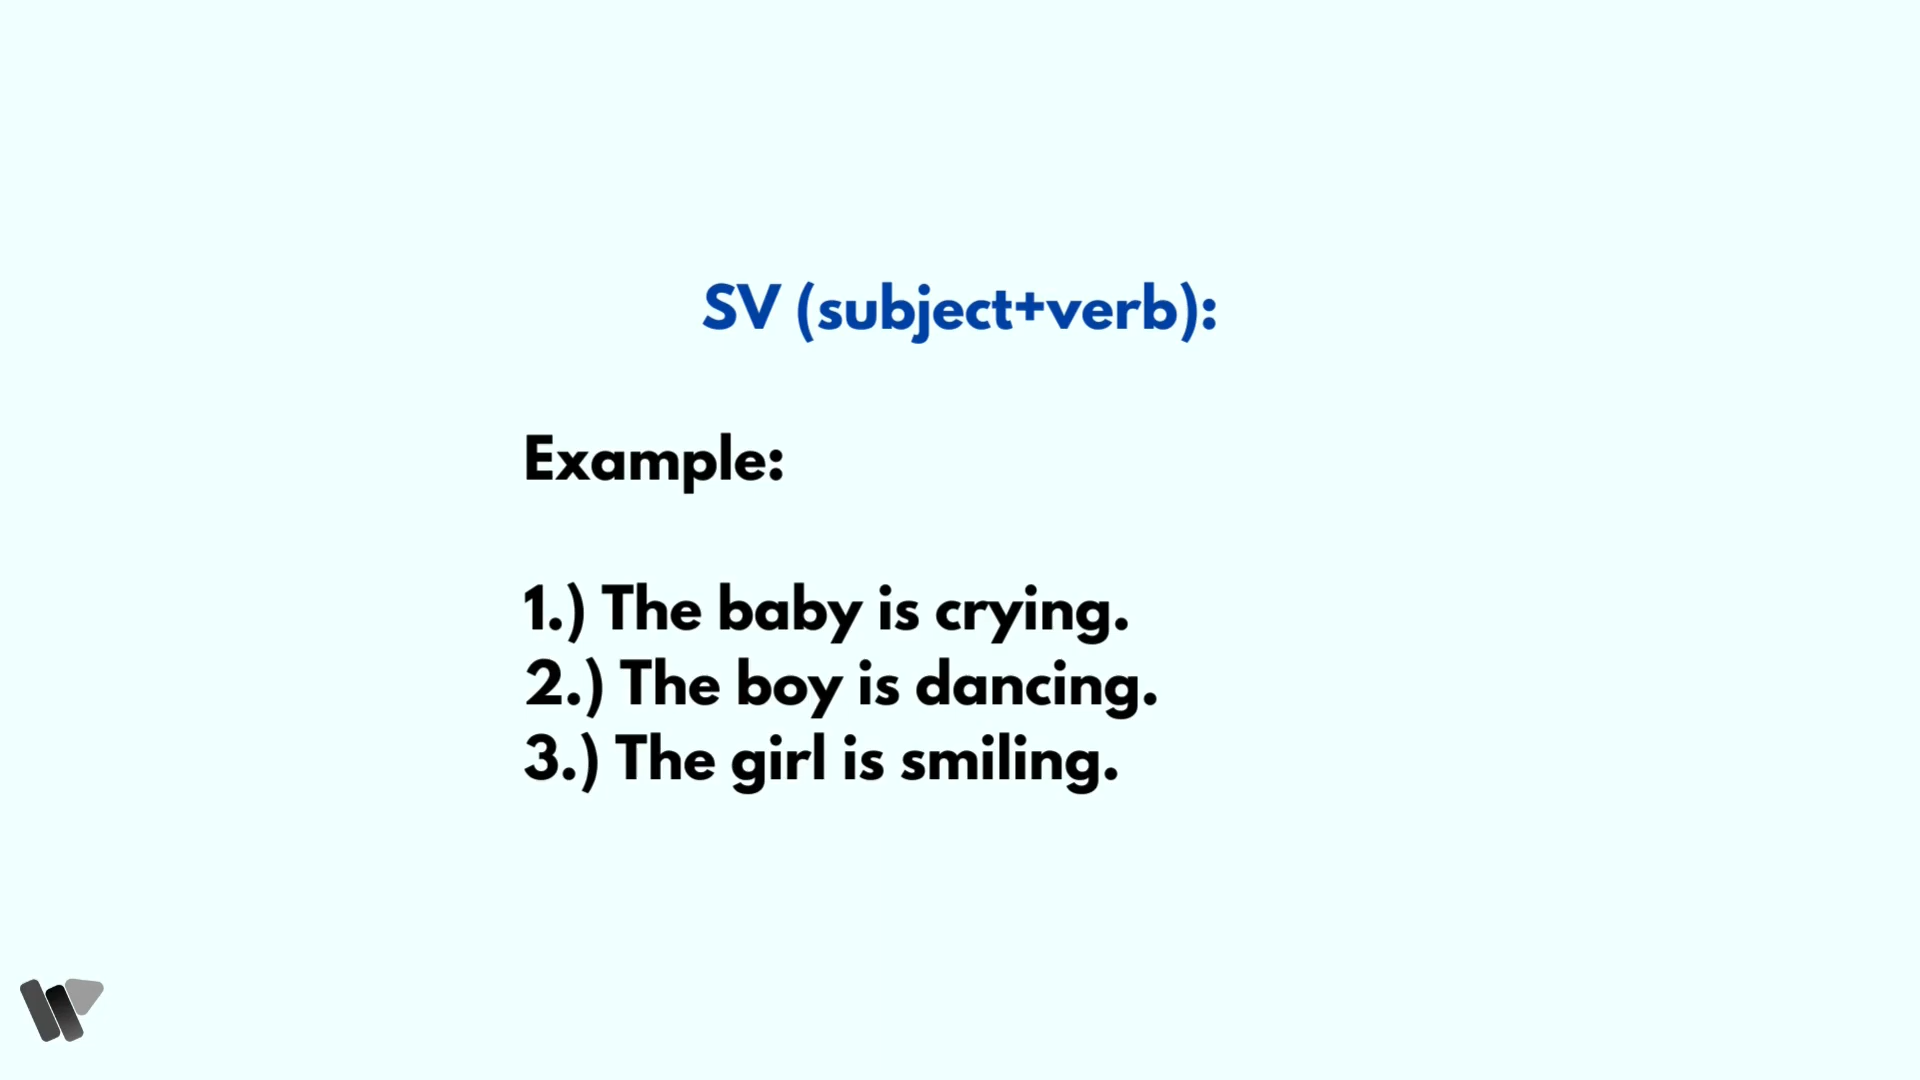 SV (subject+verb):
Example:
1.) The baby is crying.
2.) The boy is dancing.
3.) The girl is smiling.